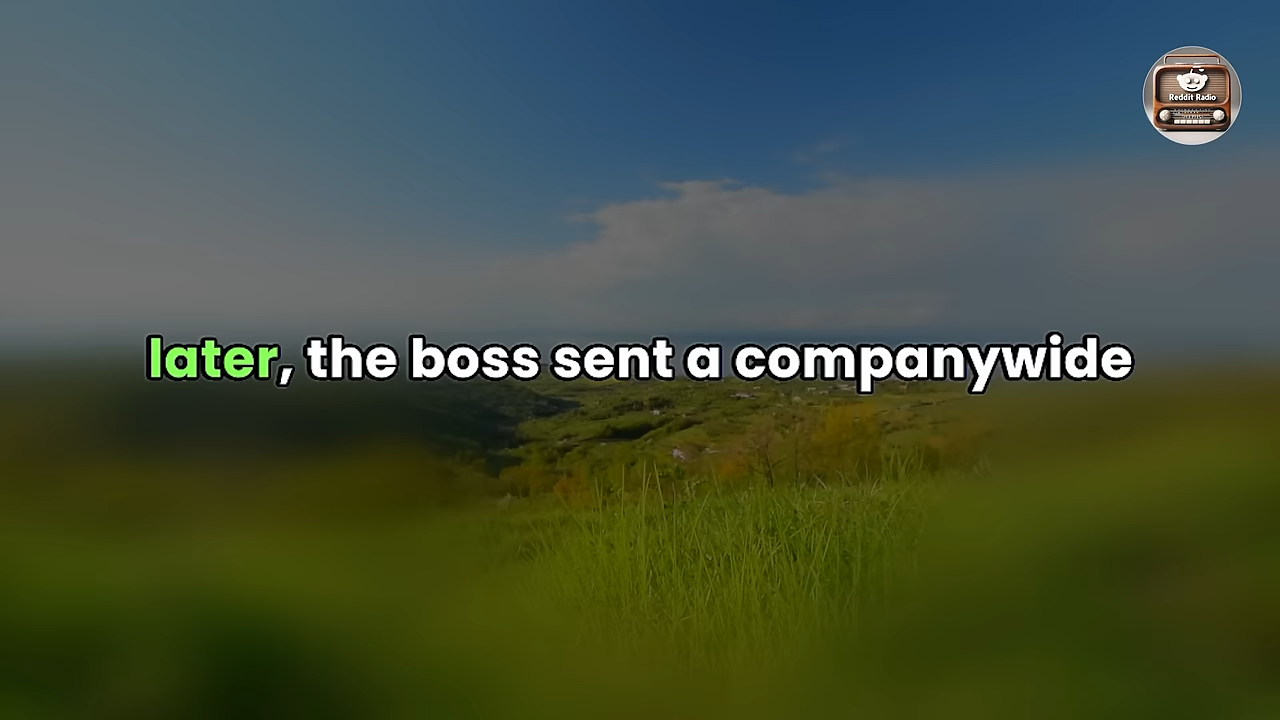 Reddit Radio
later, the boss sent a companywide